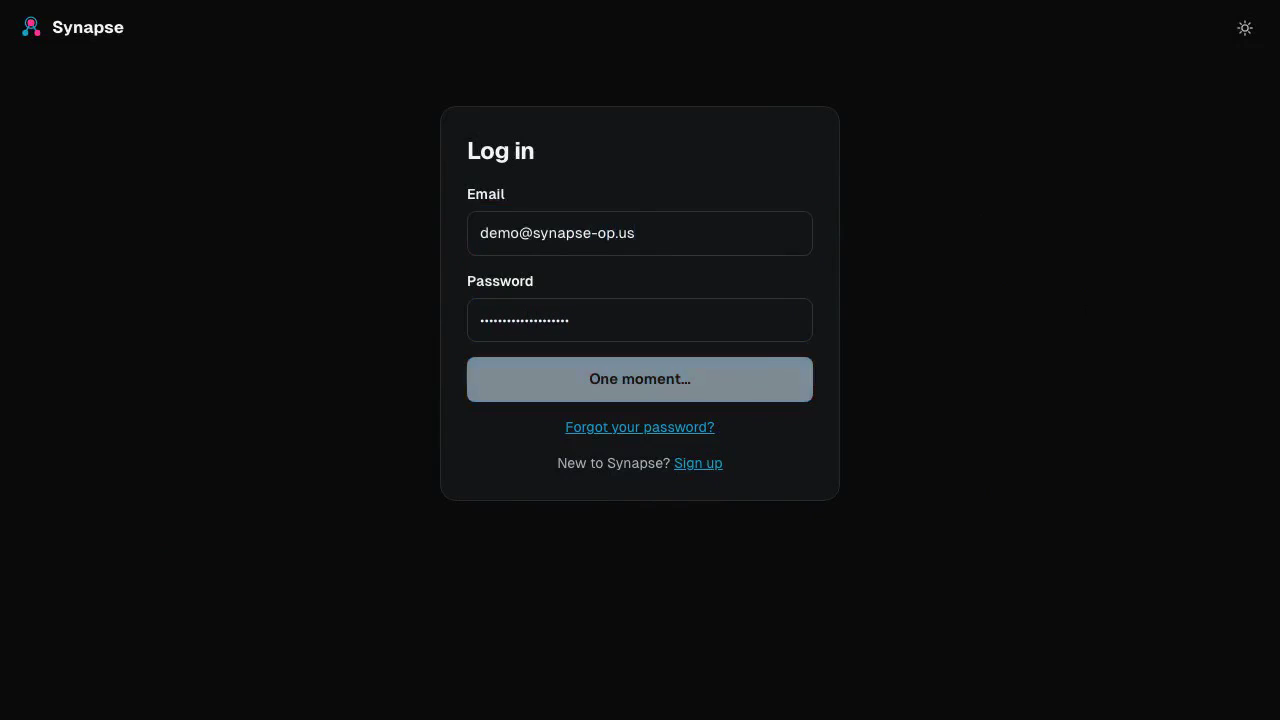 Synapse
Log in
Email
demo@synapse-op.us
Password
••••••••••••••••••••
One moment…
Forgot your password?
New to Synapse? Sign up